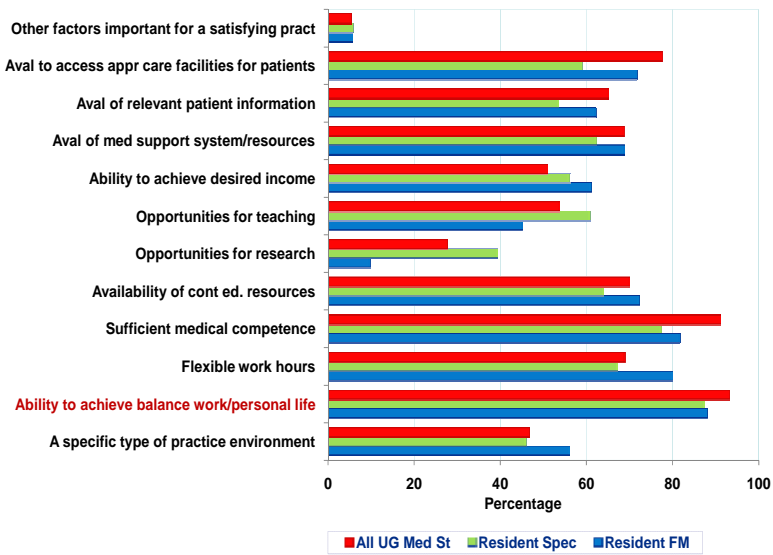 Other factors important for a satisfying pract
Aval to access appr care facilities for patients
Aval of relevant patient information
Aval of med support system/resources
Ability to achieve desired income
Opportunities for teaching
Opportunities for research
Availability of cont ed. resources
Sufficient medical competence
Flexible work hours
Ability to achieve balance work/personal life
A specific type of practice environment
0 20 40 60 80 100
Percentage
All UG Med St Resident Spec Resident FM